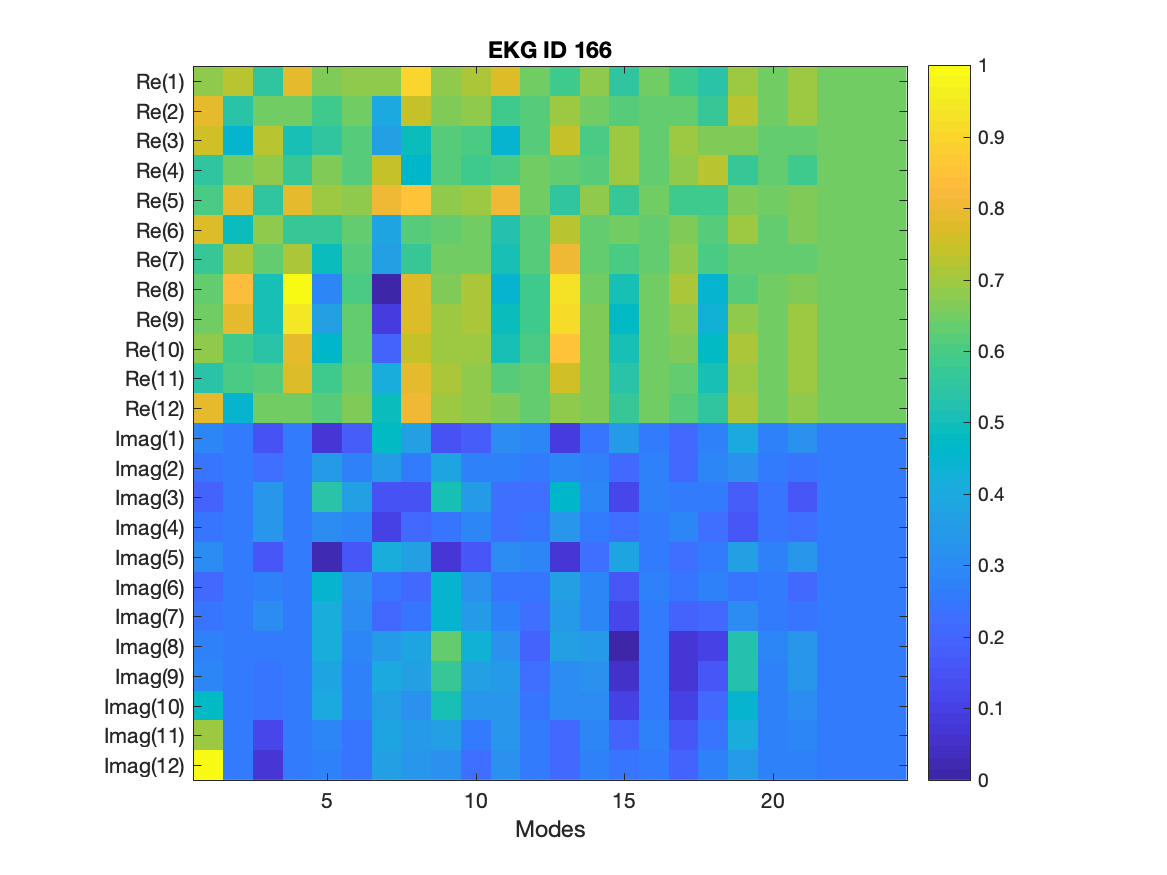 EKG ID 166
Re(1)
Re(2)
Re(3)
Re(4)
Re(5)
Re(6)
Re(7)
Re(8)
Re(9)
Re(10)
Re(11)
Re(12)
Imag(1)
Imag(2)
Imag(3)
Imag(4)
Imag(5)
Imag(6)
Imag(7)
Imag(8)
Imag(9)
Imag(10)
Imag(11)
Imag(12)
5 10 15 20
Modes
1
0.9
0.8
0.7
0.6
0.5
0.4
0.3
0.2
0.1
0